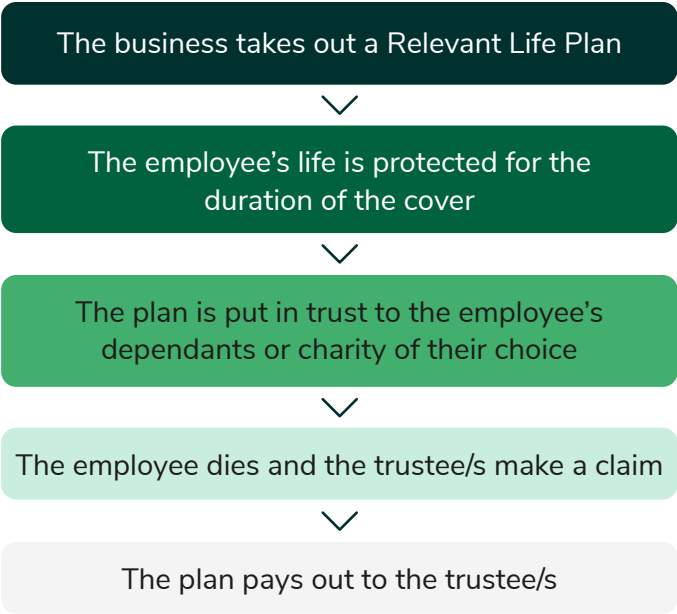 The business takes out a Relevant Life Plan
The employee’s life is protected for the
duration of the cover
The plan is put in trust to the employee’s
dependants or charity of their choice
The employee dies and the trustee/s make a claim
The plan pays out to the trustee/s